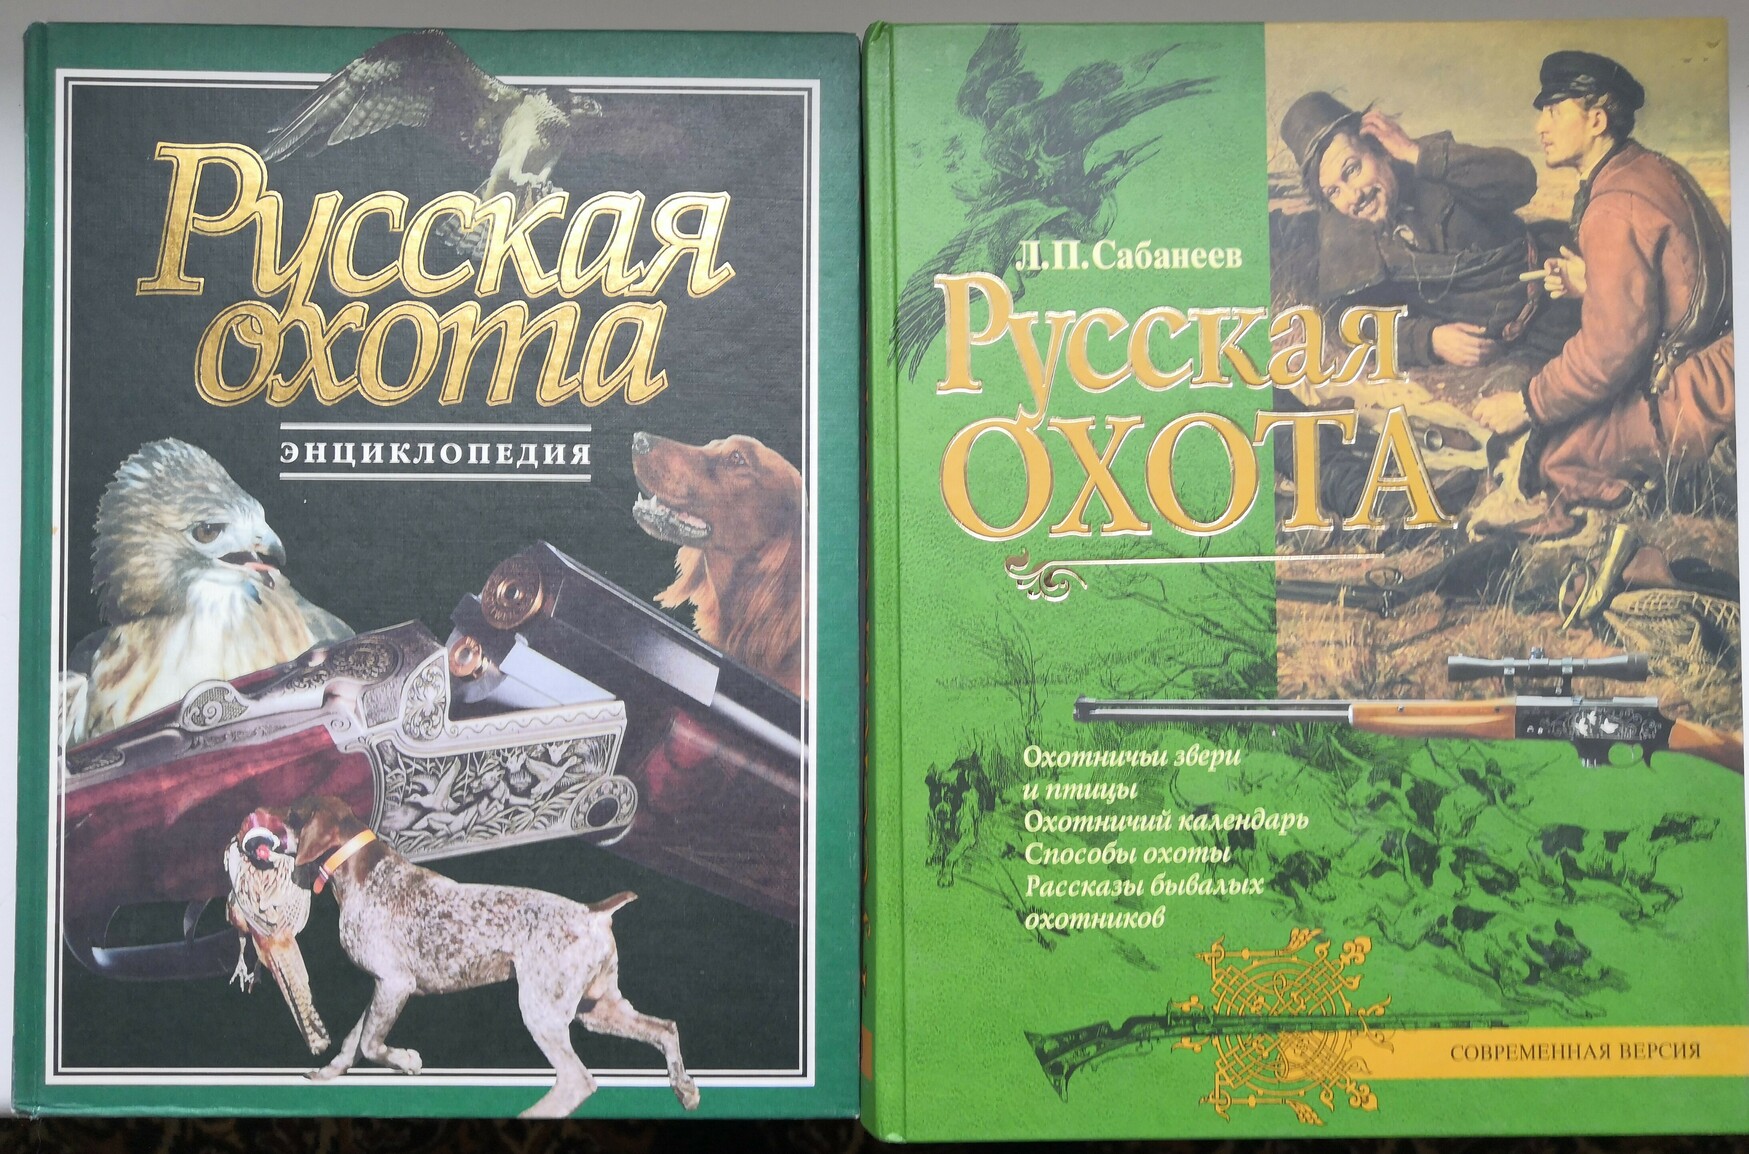 Русская
охота
ЭНЦИКЛОПЕДИЯ
Л.П. Сабанеев
Русская
ОХОТА
Охотничьи звери
и птицы
Охотничий календарь
Способы охоты
Рассказы бывалых
охотников
СОВРЕМЕННАЯ ВЕРСИЯ